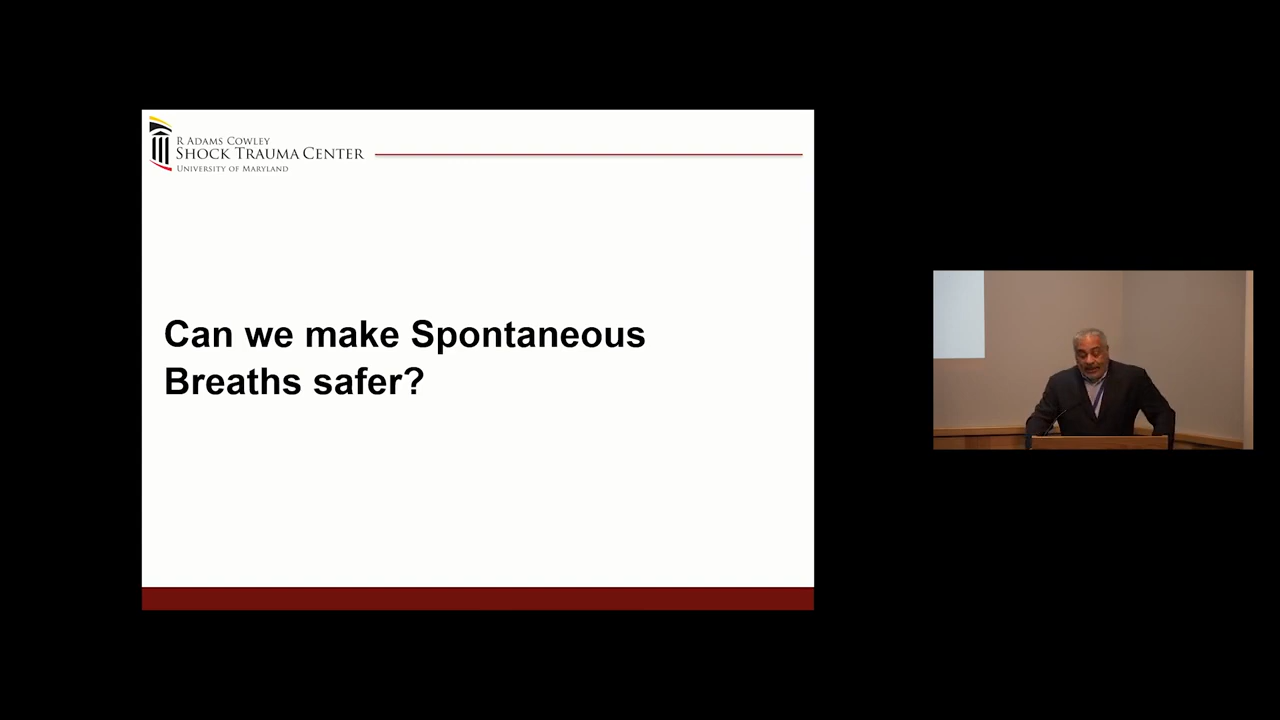 R ADAMS COWLEY
SHOCK TRAUMA CENTER
UNIVERSITY OF MARYLAND
Can we make Spontaneous
Breaths safer?